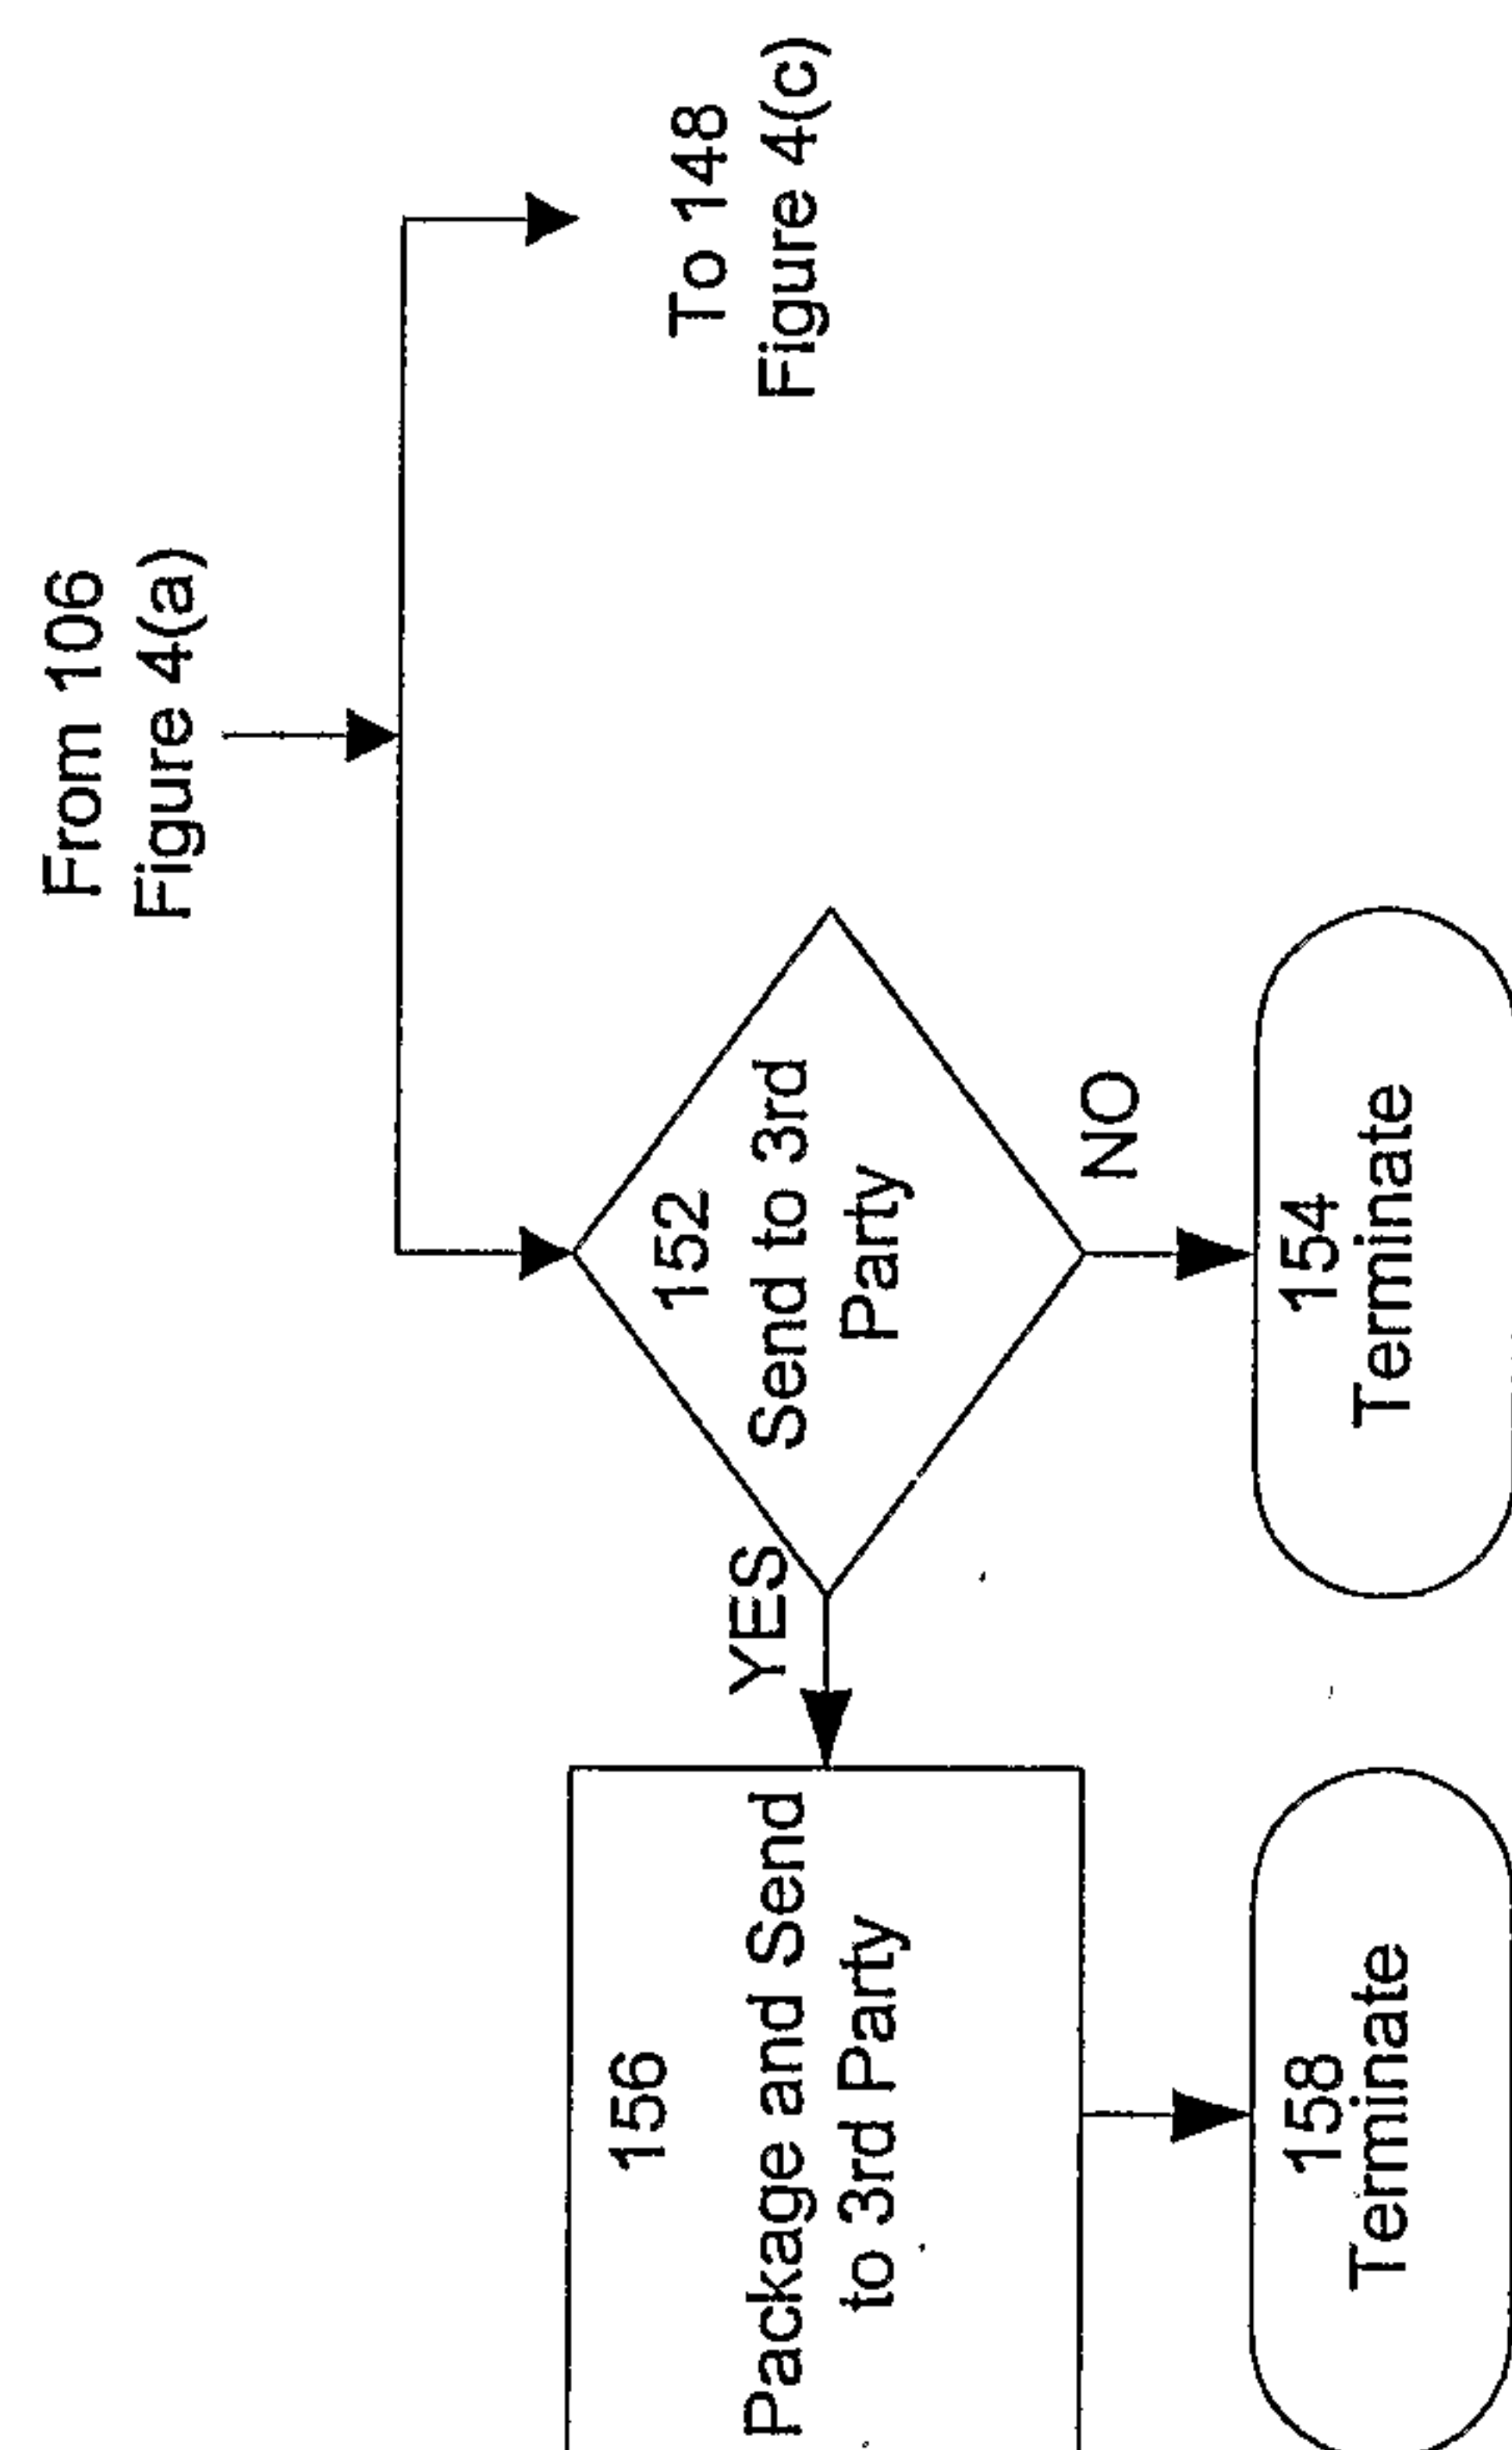 From 106
Figure 4(a)
To 148
Figure 4(c)
152
Send to 3rd
Party
YES
NO
156
Package and Send
to 3rd Party
154
Terminate
158
Terminate